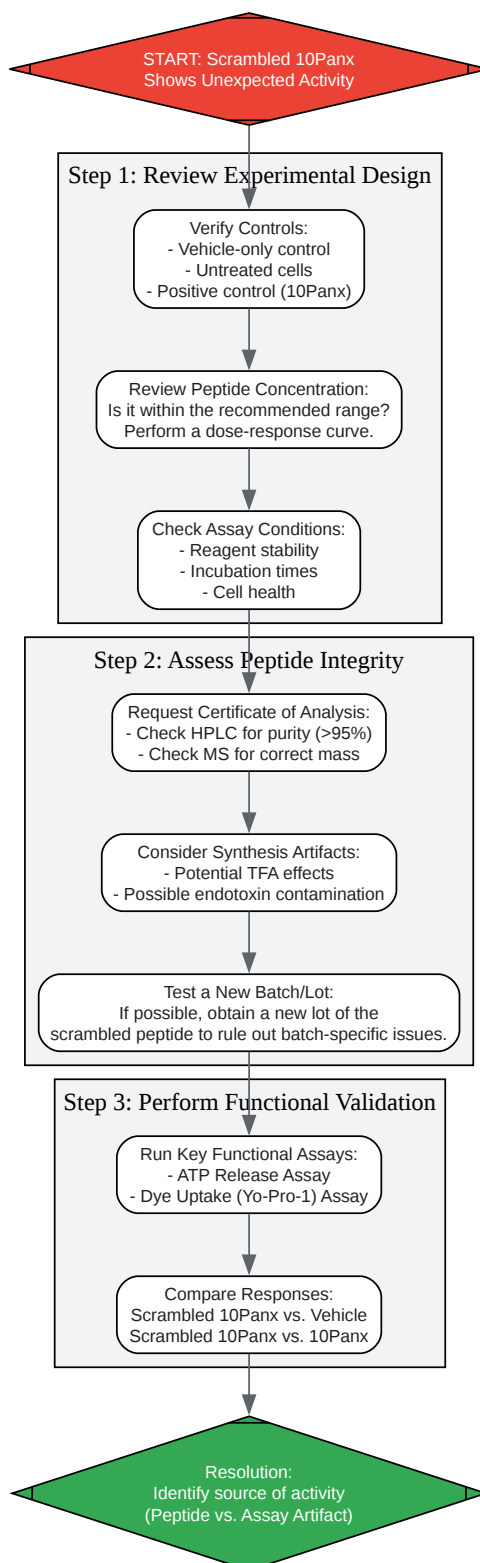 START: Scrambled 10Panx
Shows Unexpected Activity
Step 1: Review Experimental Design
Verify Controls:
- Vehicle-only control
- Untreated cells
- Positive control (10Panx)
Review Peptide Concentration:
Is it within the recommended range?
Perform a dose-response curve.
Check Assay Conditions:
- Reagent stability
- Incubation times
- Cell health
Step 2: Assess Peptide Integrity
Request Certificate of Analysis:
- Check HPLC for purity (>95%)
- Check MS for correct mass
Consider Synthesis Artifacts:
- Potential TFA effects
- Possible endotoxin contamination
Test a New Batch/Lot:
If possible, obtain a new lot of the
scrambled peptide to rule out batch-specific issues.
Step 3: Perform Functional Validation
Run Key Functional Assays:
- ATP Release Assay
- Dye Uptake (Yo-Pro-1) Assay
Compare Responses:
Scrambled 10Panx vs. Vehicle
Scrambled 10Panx vs. 10Panx
Resolution:
Identify source of activity
(Peptide vs. Assay Artifact)